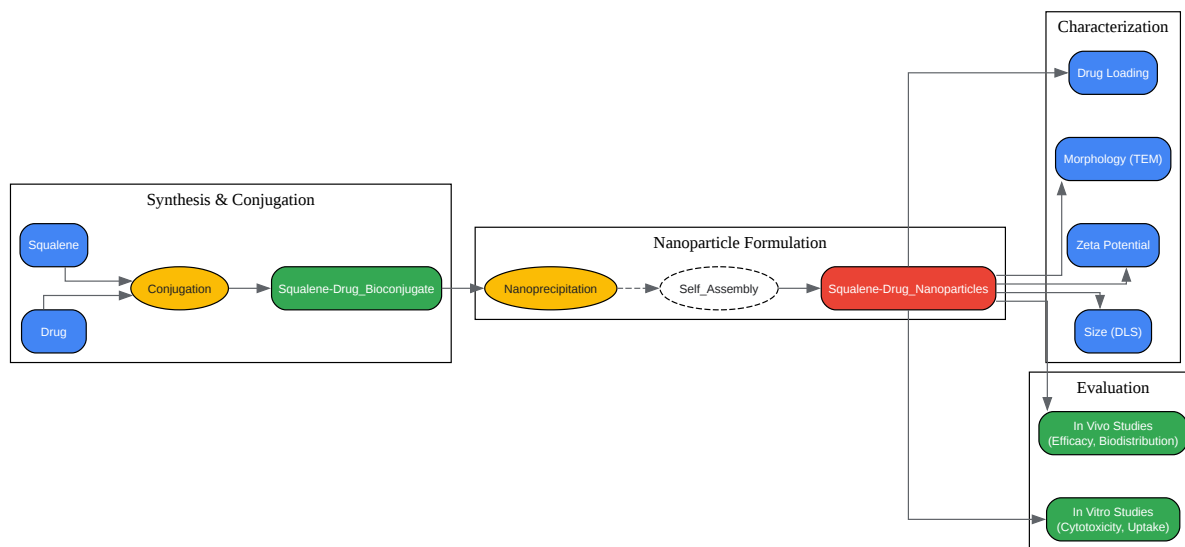 Synthesis & Conjugation
Squalene
Drug
Conjugation
Squalene-Drug_Bioconjugate
Nanoparticle Formulation
Nanoprecipitation
Self_Assembly
Squalene-Drug_Nanoparticles
Characterization
Drug Loading
Morphology (TEM)
Zeta Potential
Size (DLS)
Evaluation
In Vivo Studies
(Efficacy, Biodistribution)
In Vitro Studies
(Cytotoxicity, Uptake)